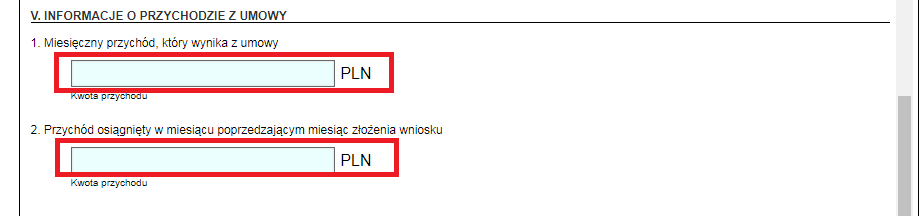 V. INFORMACJE O PRZYCHODZIE Z UMOWY
1. Miesięczny przychód, który wynika z umowy
PLN
Kwota przychodu
2. Przychód osiągnięty w miesiącu poprzedzającym miesiąc złożenia wniosku
PLN
Kwota przychodu